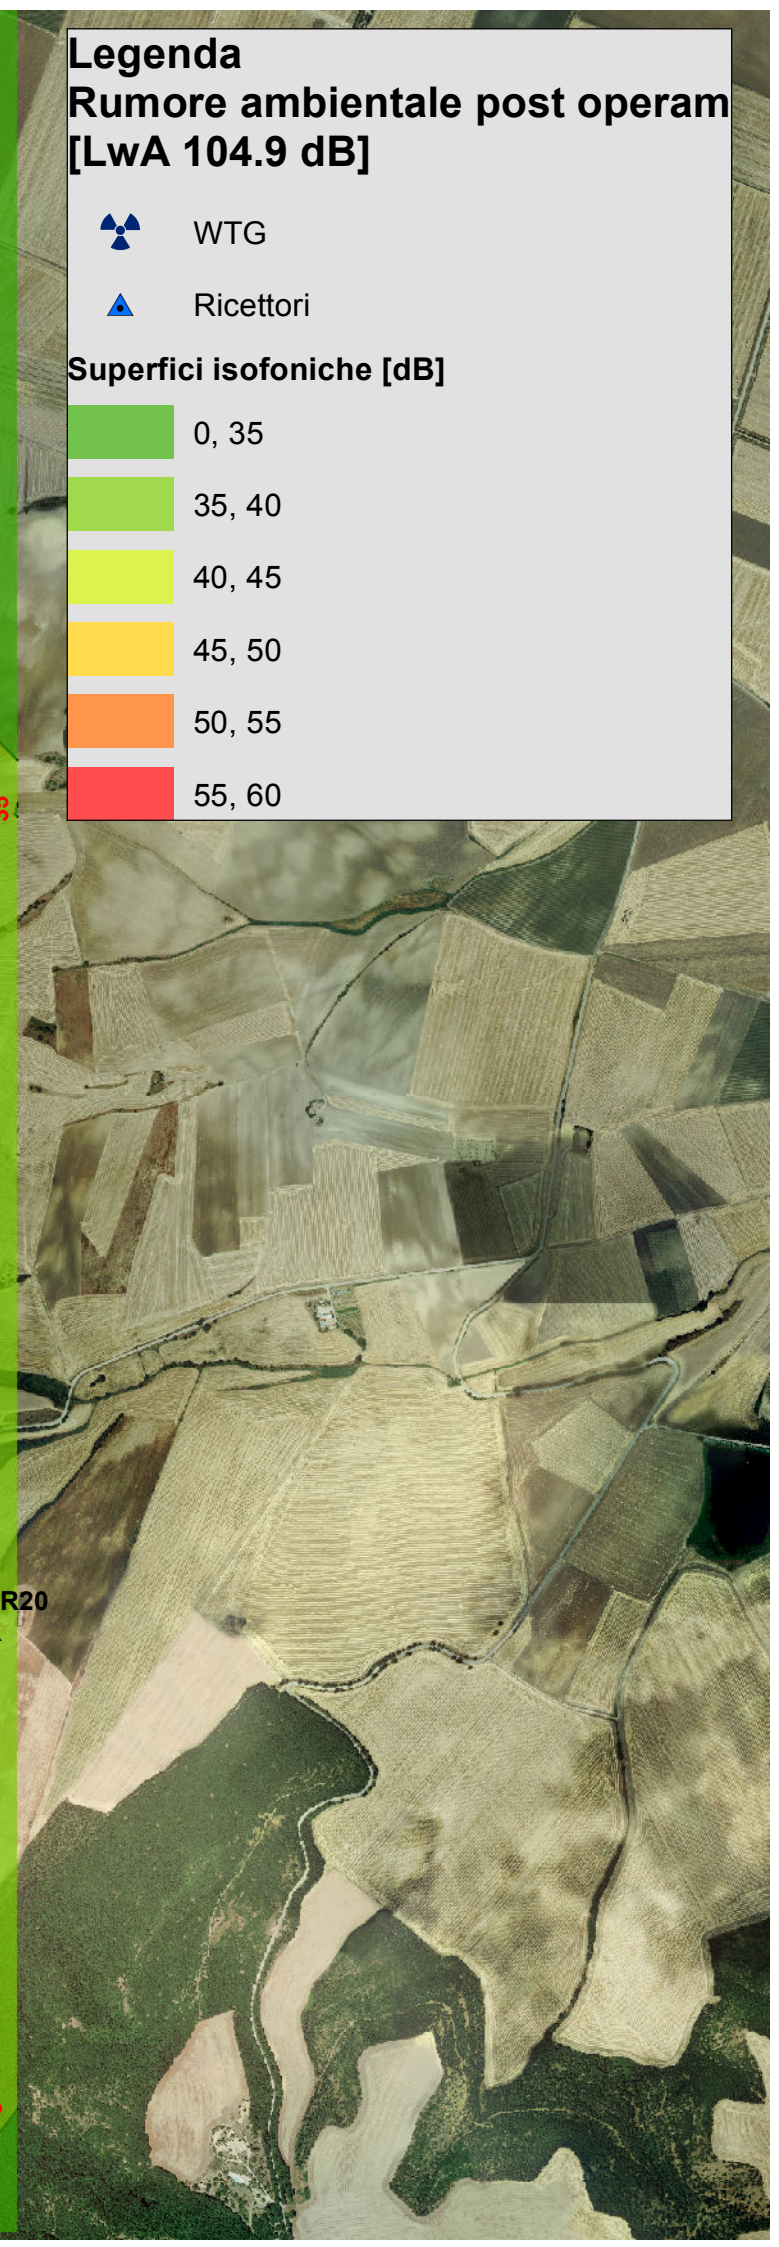 Legenda
Rumore ambientale post operam
[LwA 104.9 dB]
WTG
Ricettori
Superfici isofoniche [dB]
0, 35
35, 40
40, 45
45, 50
50, 55
55, 60
R20